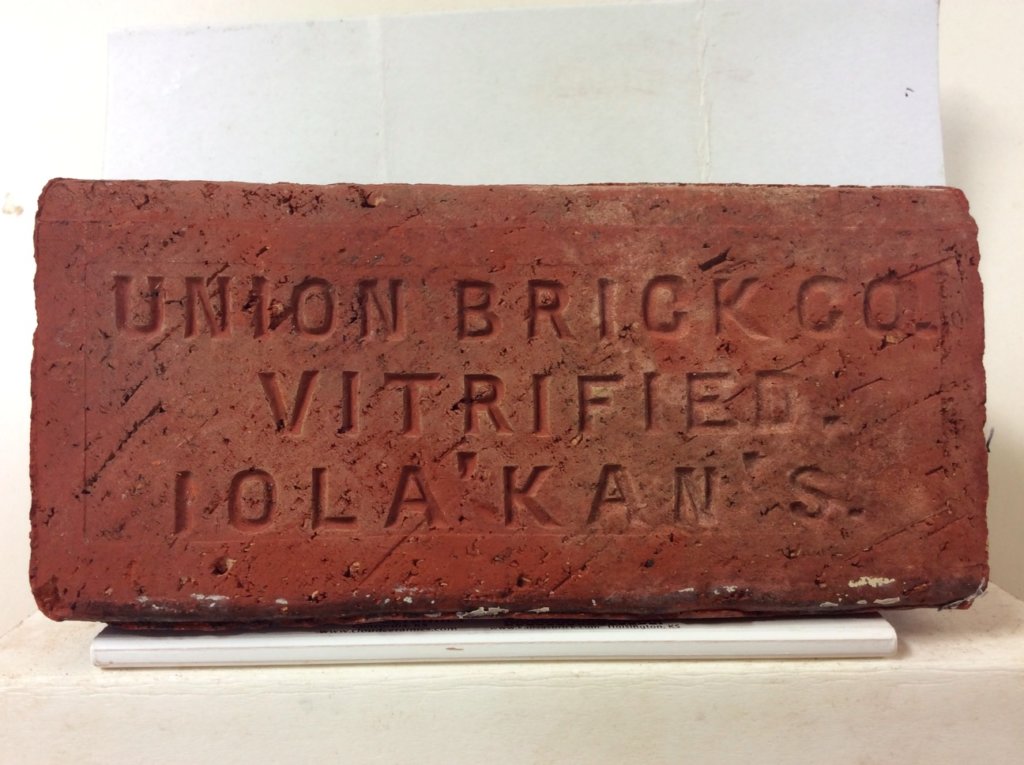 UNION BRICK CO.
VITRIFIED.
IOLA'KAN'S.